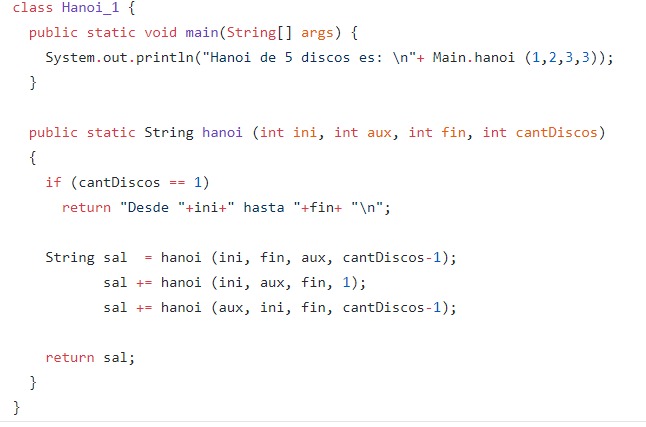 class Hanoi_1 {
  public static void main(String[] args) {
    System.out.println("Hanoi de 5 discos es: \n"+ Main.hanoi (1,2,3,3));
  }

  public static String hanoi (int ini, int aux, int fin, int cantDiscos)
  {
    if (cantDiscos == 1)
      return "Desde "+ini+" hasta "+fin+ "\n";

    String sal  = hanoi (ini, fin, aux, cantDiscos-1);
           sal += hanoi (ini, aux, fin, 1);
           sal += hanoi (aux, ini, fin, cantDiscos-1);

    return sal;
  }
}